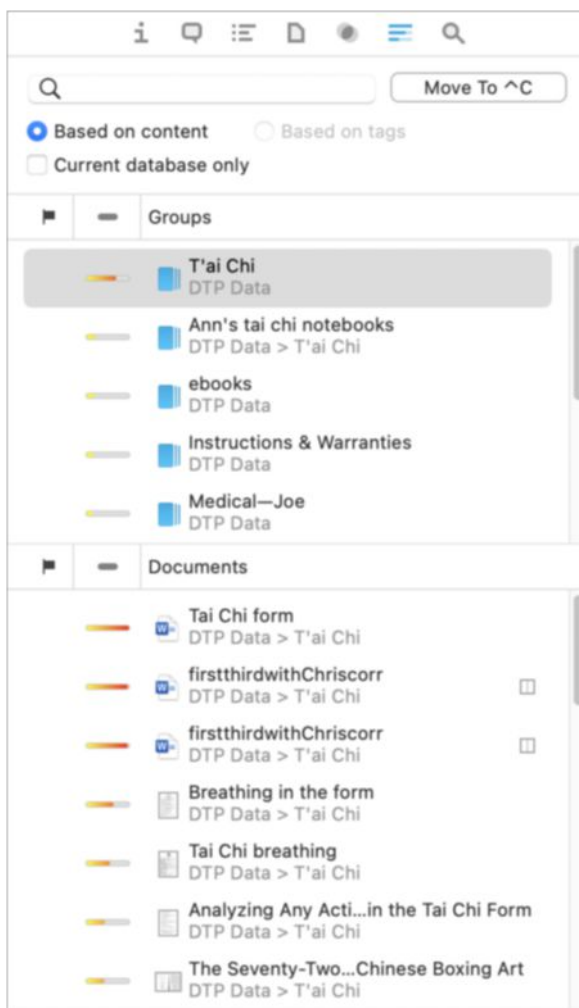 Move To ^C
Based on content
Based on tags
Current database only
Groups
T'ai Chi
DTP Data
Ann's tai chi notebooks
DTP Data > T'ai Chi
ebooks
DTP Data
Instructions & Warranties
DTP Data
Medical—Joe
DTP Data
Documents
Tai Chi form
DTP Data > T'ai Chi
firstthirdwithChriscorr
DTP Data > T'ai Chi
firstthirdwithChriscorr
DTP Data > T'ai Chi
Breathing in the form
DTP Data > T'ai Chi
Tai Chi breathing
DTP Data > T'ai Chi
Analyzing Any Acti...in the Tai Chi Form
DTP Data > T'ai Chi
The Seventy-Two...Chinese Boxing Art
DTP Data > T'ai Chi